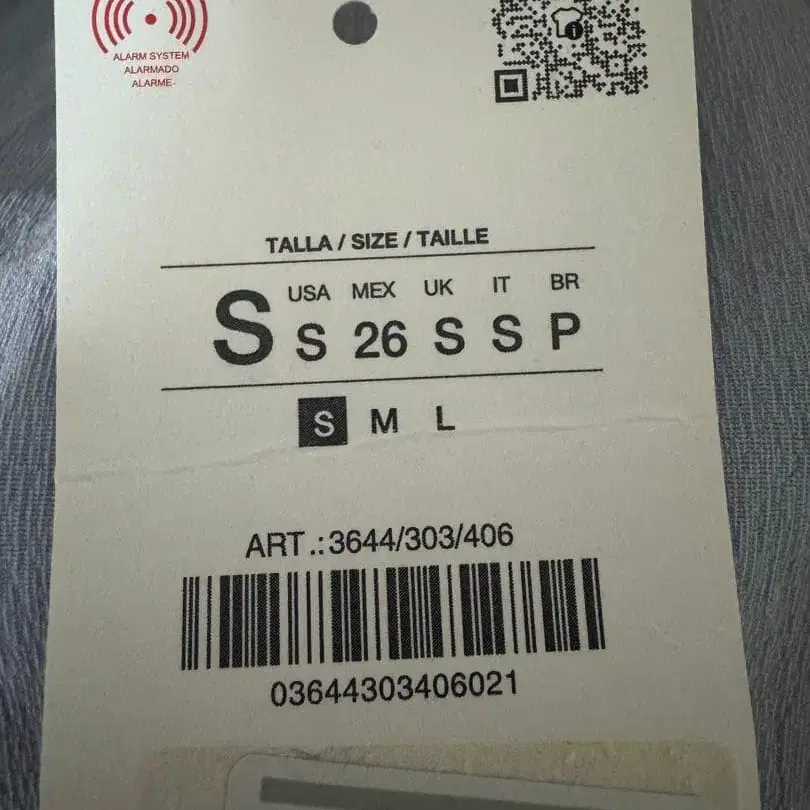 ALARM SYSTEM
ALARMADO
ALARME
TALLA / SIZE / TAILLE
USA MEX UK IT BR
S S 26 S S P
S M L
ART.:3644/303/406
03644303406021